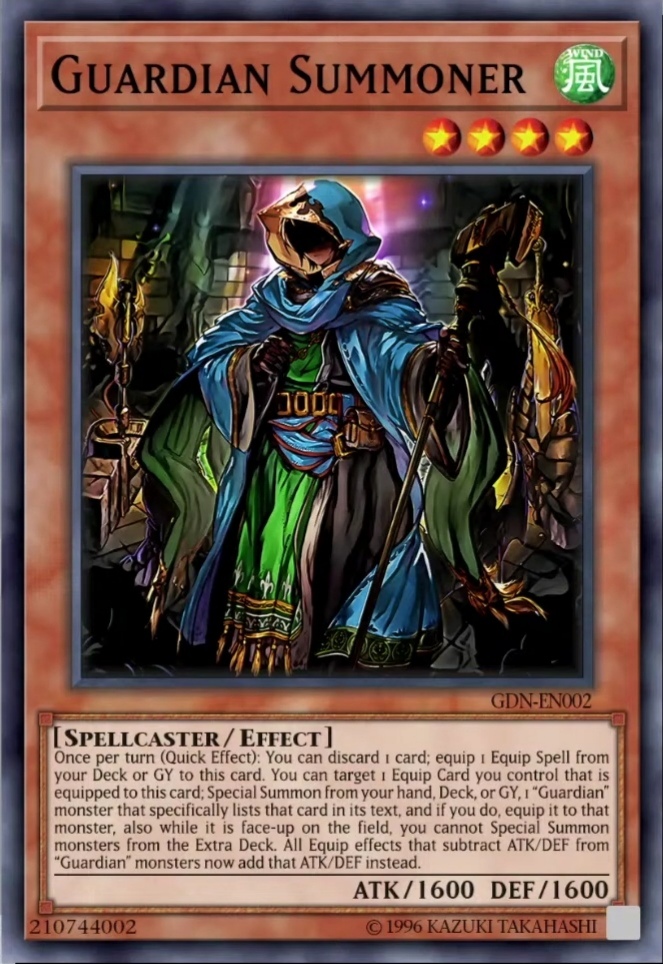 GUARDIAN SUMMONER
WIND
風
GDN-EN002
[SPELLCASTER/EFFECT]
Once per turn (Quick Effect): You can discard 1 card; equip 1 Equip Spell from
your Deck or GY to this card. You can target 1 Equip Card you control that is
equipped to this card; Special Summon from your hand, Deck, or GY, 1 “Guardian”
monster that specifically lists that card in its text, and if you do, equip it to that
monster, also while it is face-up on the field, you cannot Special Summon
monsters from the Extra Deck. All Equip effects that subtract ATK/DEF from
“Guardian” monsters now add that ATK/DEF instead.
ATK/1600 DEF/1600
210744002
© 1996 KAZUKI TAKAHASHI